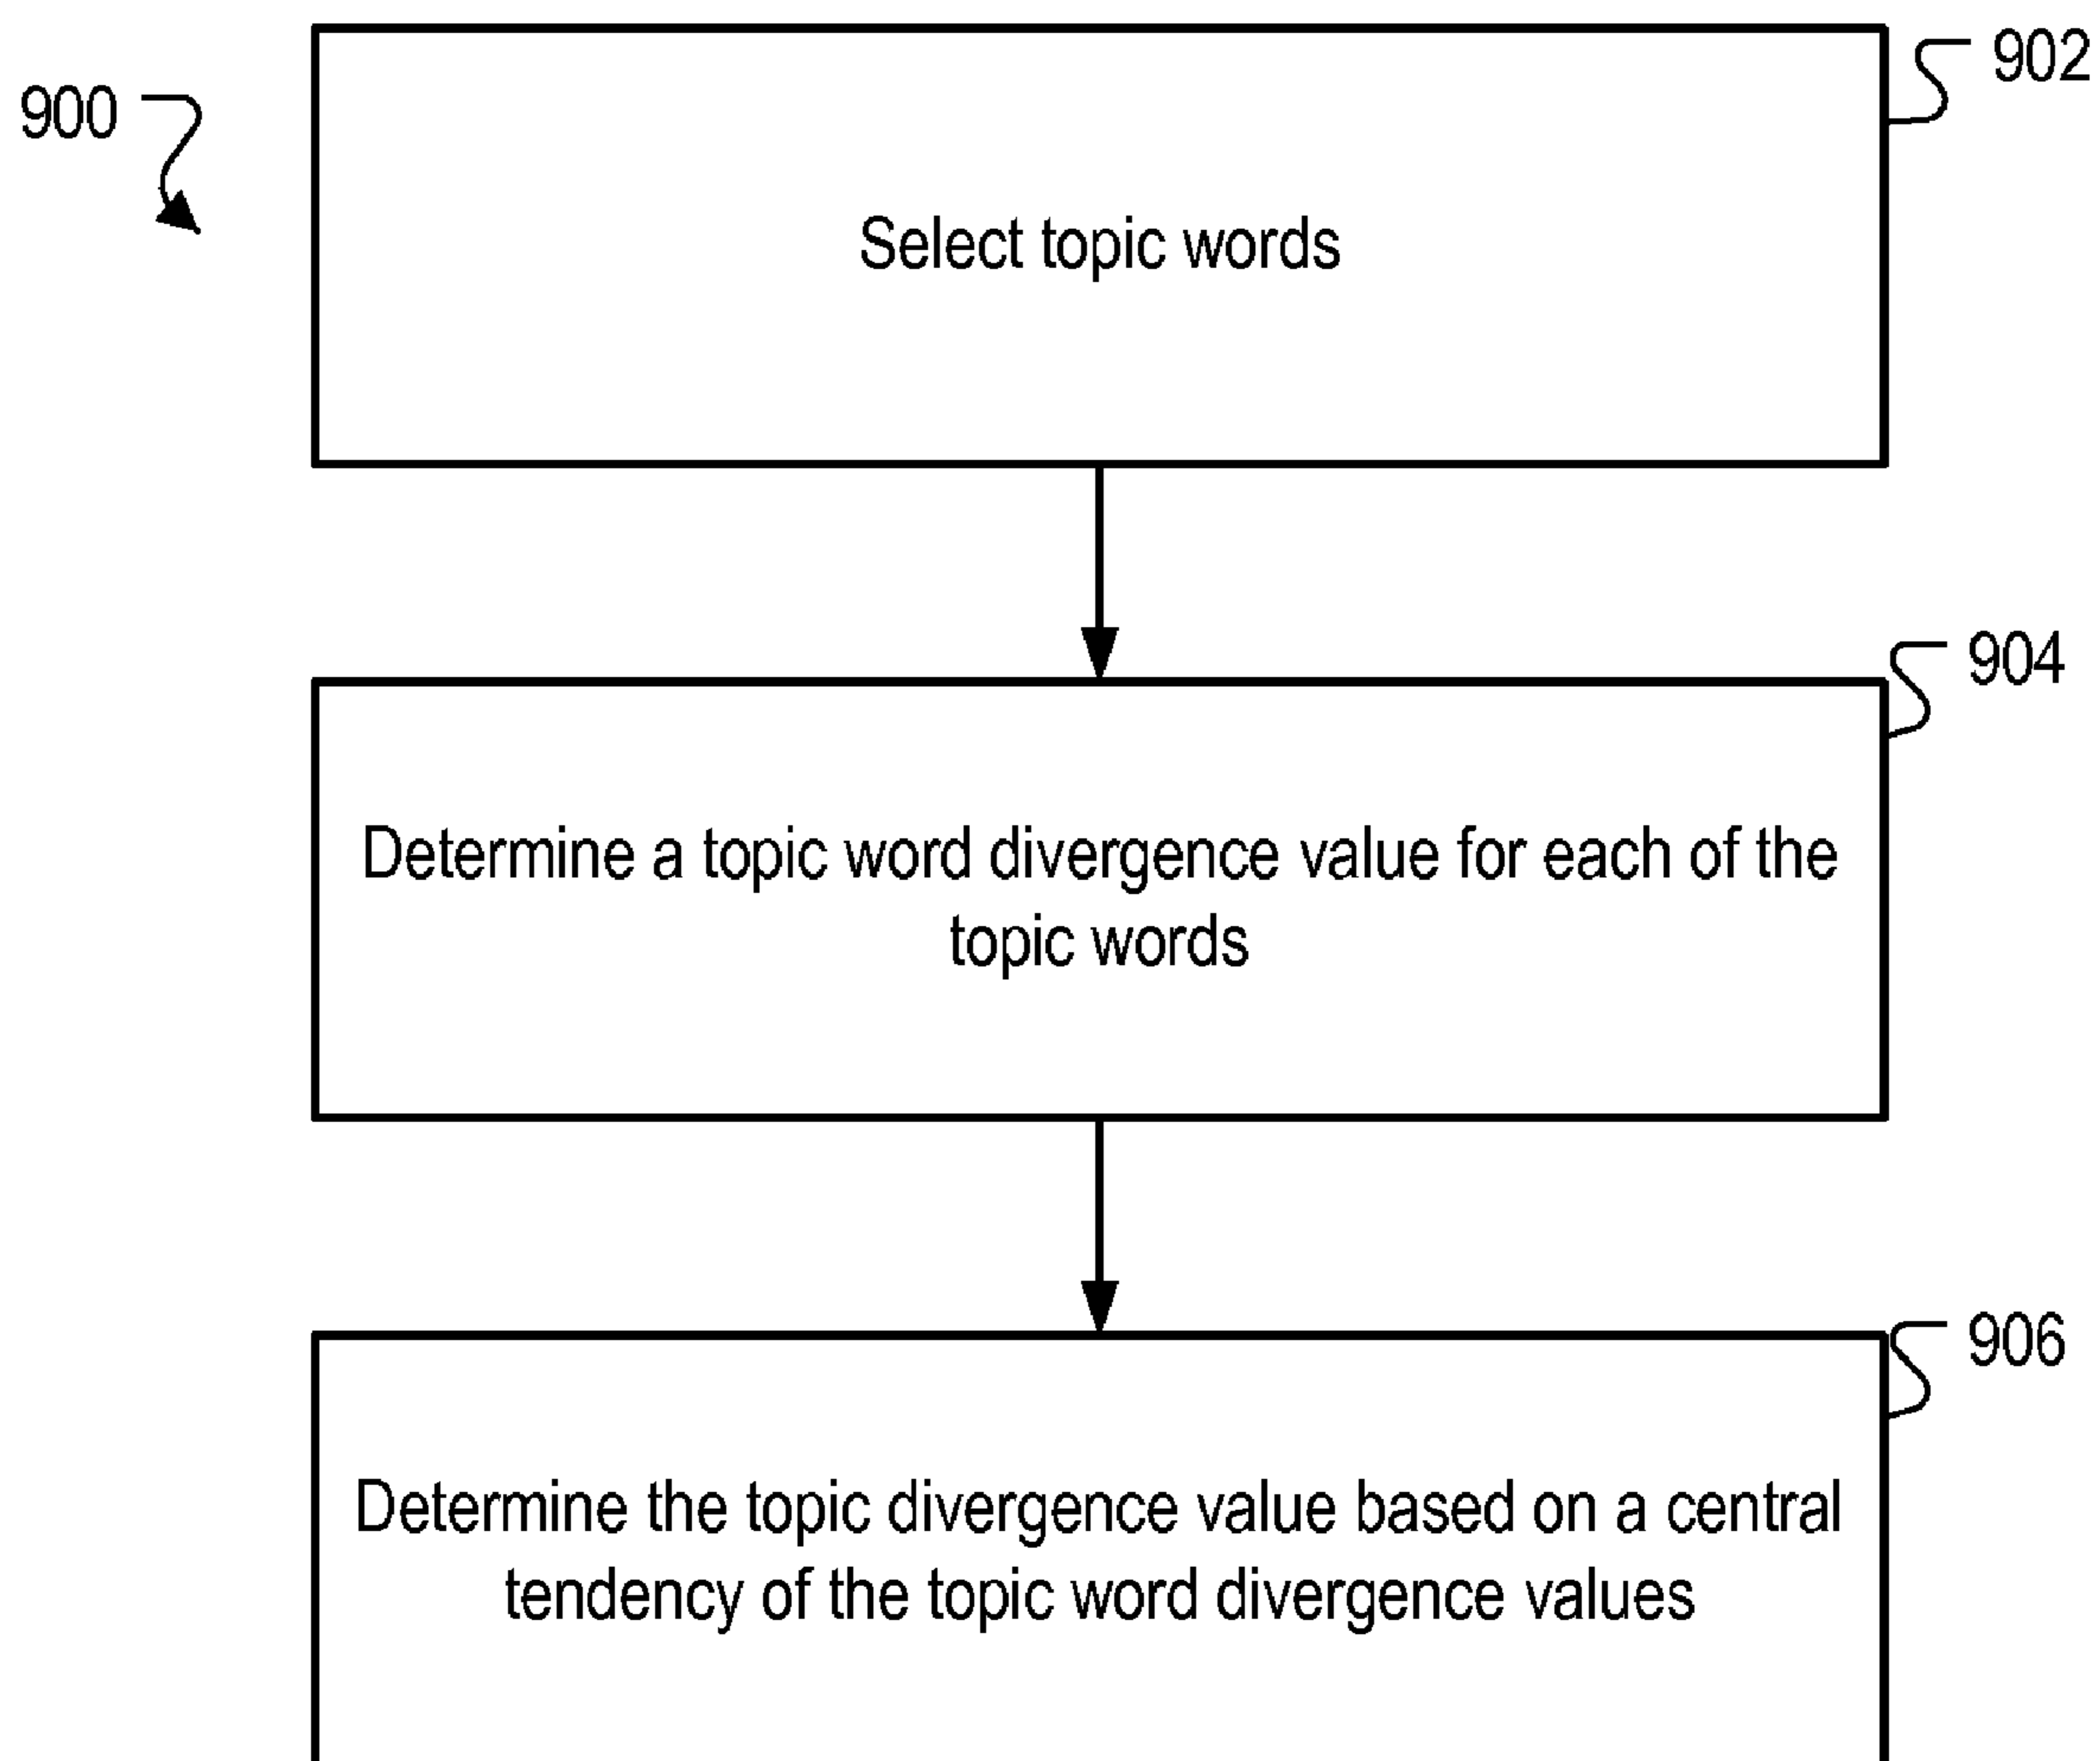 900
902
Select topic words
904
Determine a topic word divergence value for each of the
topic words
906
Determine the topic divergence value based on a central
tendency of the topic word divergence values